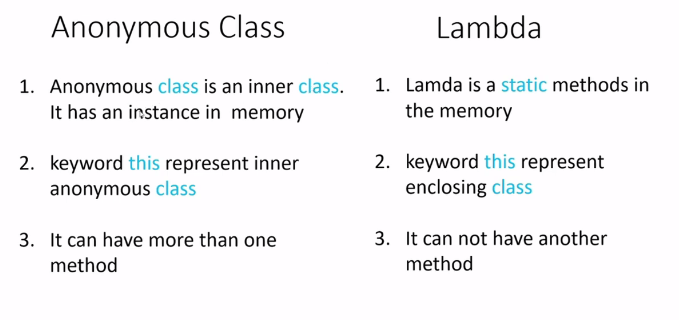 Anonymous Class
1. Anonymous class is an inner class.
It has an instance in memory
2. keyword this represent inner
anonymous class
3. It can have more than one
method
Lambda
1. Lamda is a static methods in
the memory
2. keyword this represent
enclosing class
3. It can not have another
method